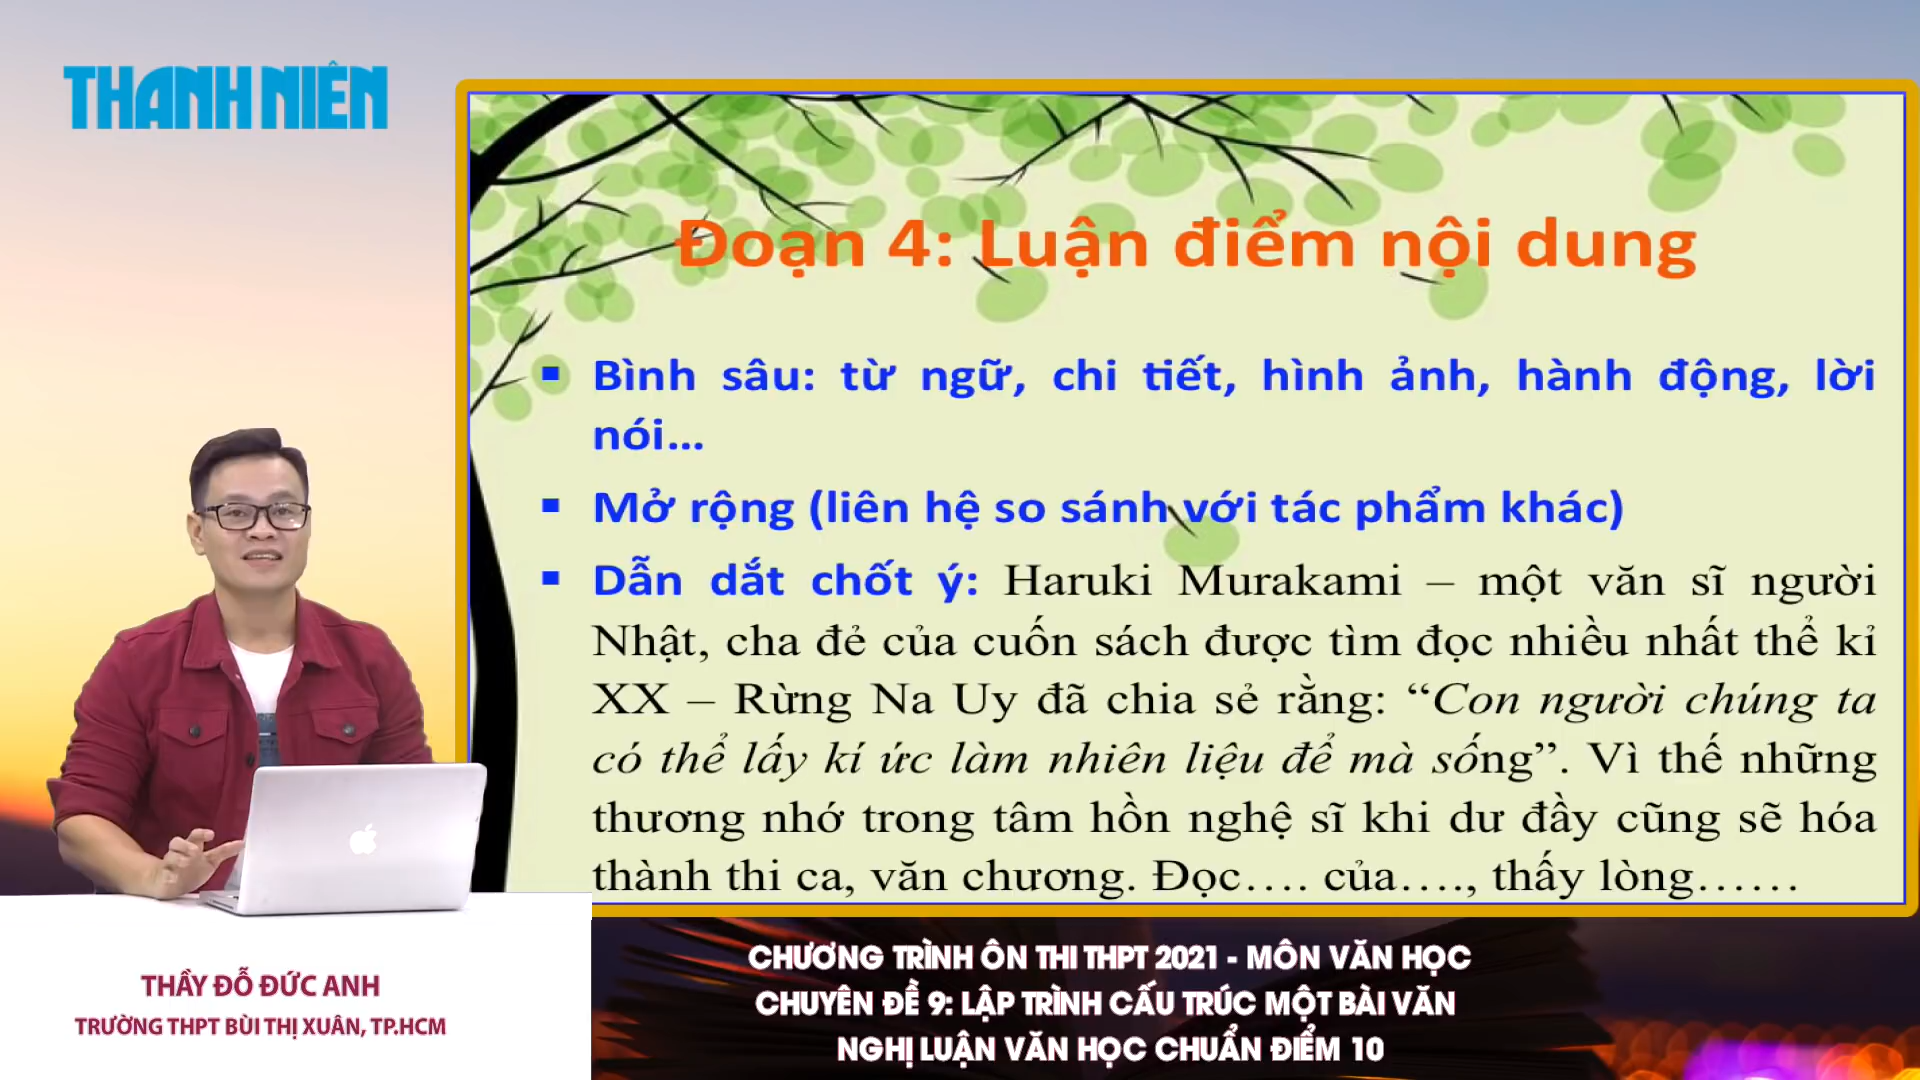 THANH NIÊN
Đoạn 4: Luận điểm nội dung
▪ Bình sâu: từ ngữ, chi tiết, hình ảnh, hành động, lời
nói...
▪ Mở rộng (liên hệ so sánh với tác phẩm khác)
▪ Dẫn dắt chốt ý: Haruki Murakami – một văn sĩ người
Nhật, cha đẻ của cuốn sách được tìm đọc nhiều nhất thể kỉ
XX – Rừng Na Uy đã chia sẻ rằng: “Con người chúng ta
có thể lấy kí ức làm nhiên liệu để mà sống”. Vì thế những
thương nhớ trong tâm hồn nghệ sĩ khi dư đầy cũng sẽ hóa
thành thi ca, văn chương. Đọc…. của…., thấy lòng……
THẦY ĐỖ ĐỨC ANH
TRƯỜNG THPT BÙI THỊ XUÂN, TP.HCM
CHƯƠNG TRÌNH ÔN THI THPT 2021 - MÔN VĂN HỌC
CHUYÊN ĐỀ 9: LẬP TRÌNH CẤU TRÚC MỘT BÀI VĂN
NGHỊ LUẬN VĂN HỌC CHUẨN ĐIỂM 10